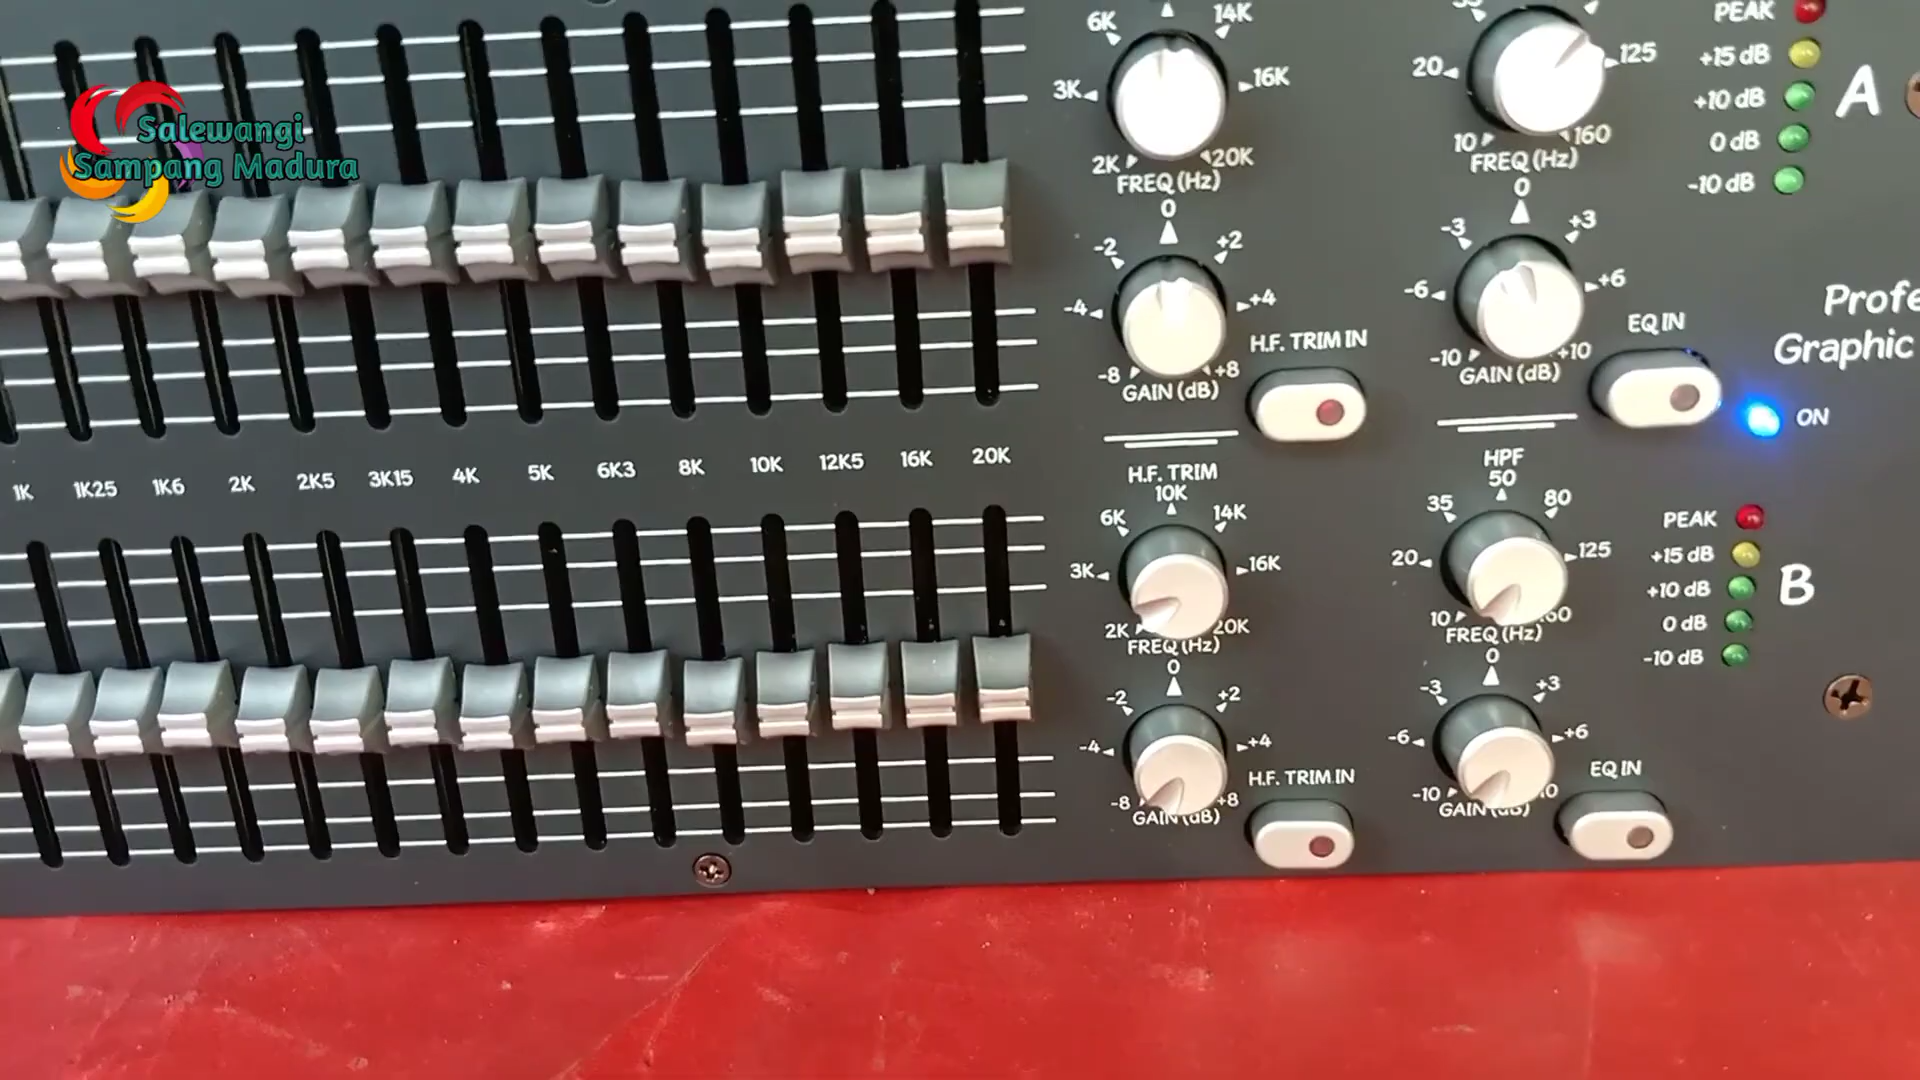 Salewangi
Sampang Madura
6K 14K
3K 16K
2K 20K
FREQ (Hz)
0
-2 +2
-4 +4
-8 +8
GAIN (dB)
H.F. TRIM IN
20 125
10 160
FREQ (Hz)
0
-3 +3
-6 +6
-10 +10
GAIN (dB)
EQ IN
PEAK
+15 dB
+10 dB
0 dB
-10 dB
A
Graphic
ON
1K 1K25 1K6 2K 2K5 3K15 4K 5K 6K3 8K 10K 12K5 16K 20K
H.F. TRIM
10K
6K 14K
3K 16K
2K 20K
FREQ (Hz)
0
-2 +2
-4 +4
-8 +8
GAIN (dB)
H.F. TRIM IN
HPF
50
35 80
20 125
10
FREQ (Hz)
0
-3 +3
-6 +6
-10
GAIN (dB)
EQ IN
PEAK
+15 dB
+10 dB
0 dB
-10 dB
B